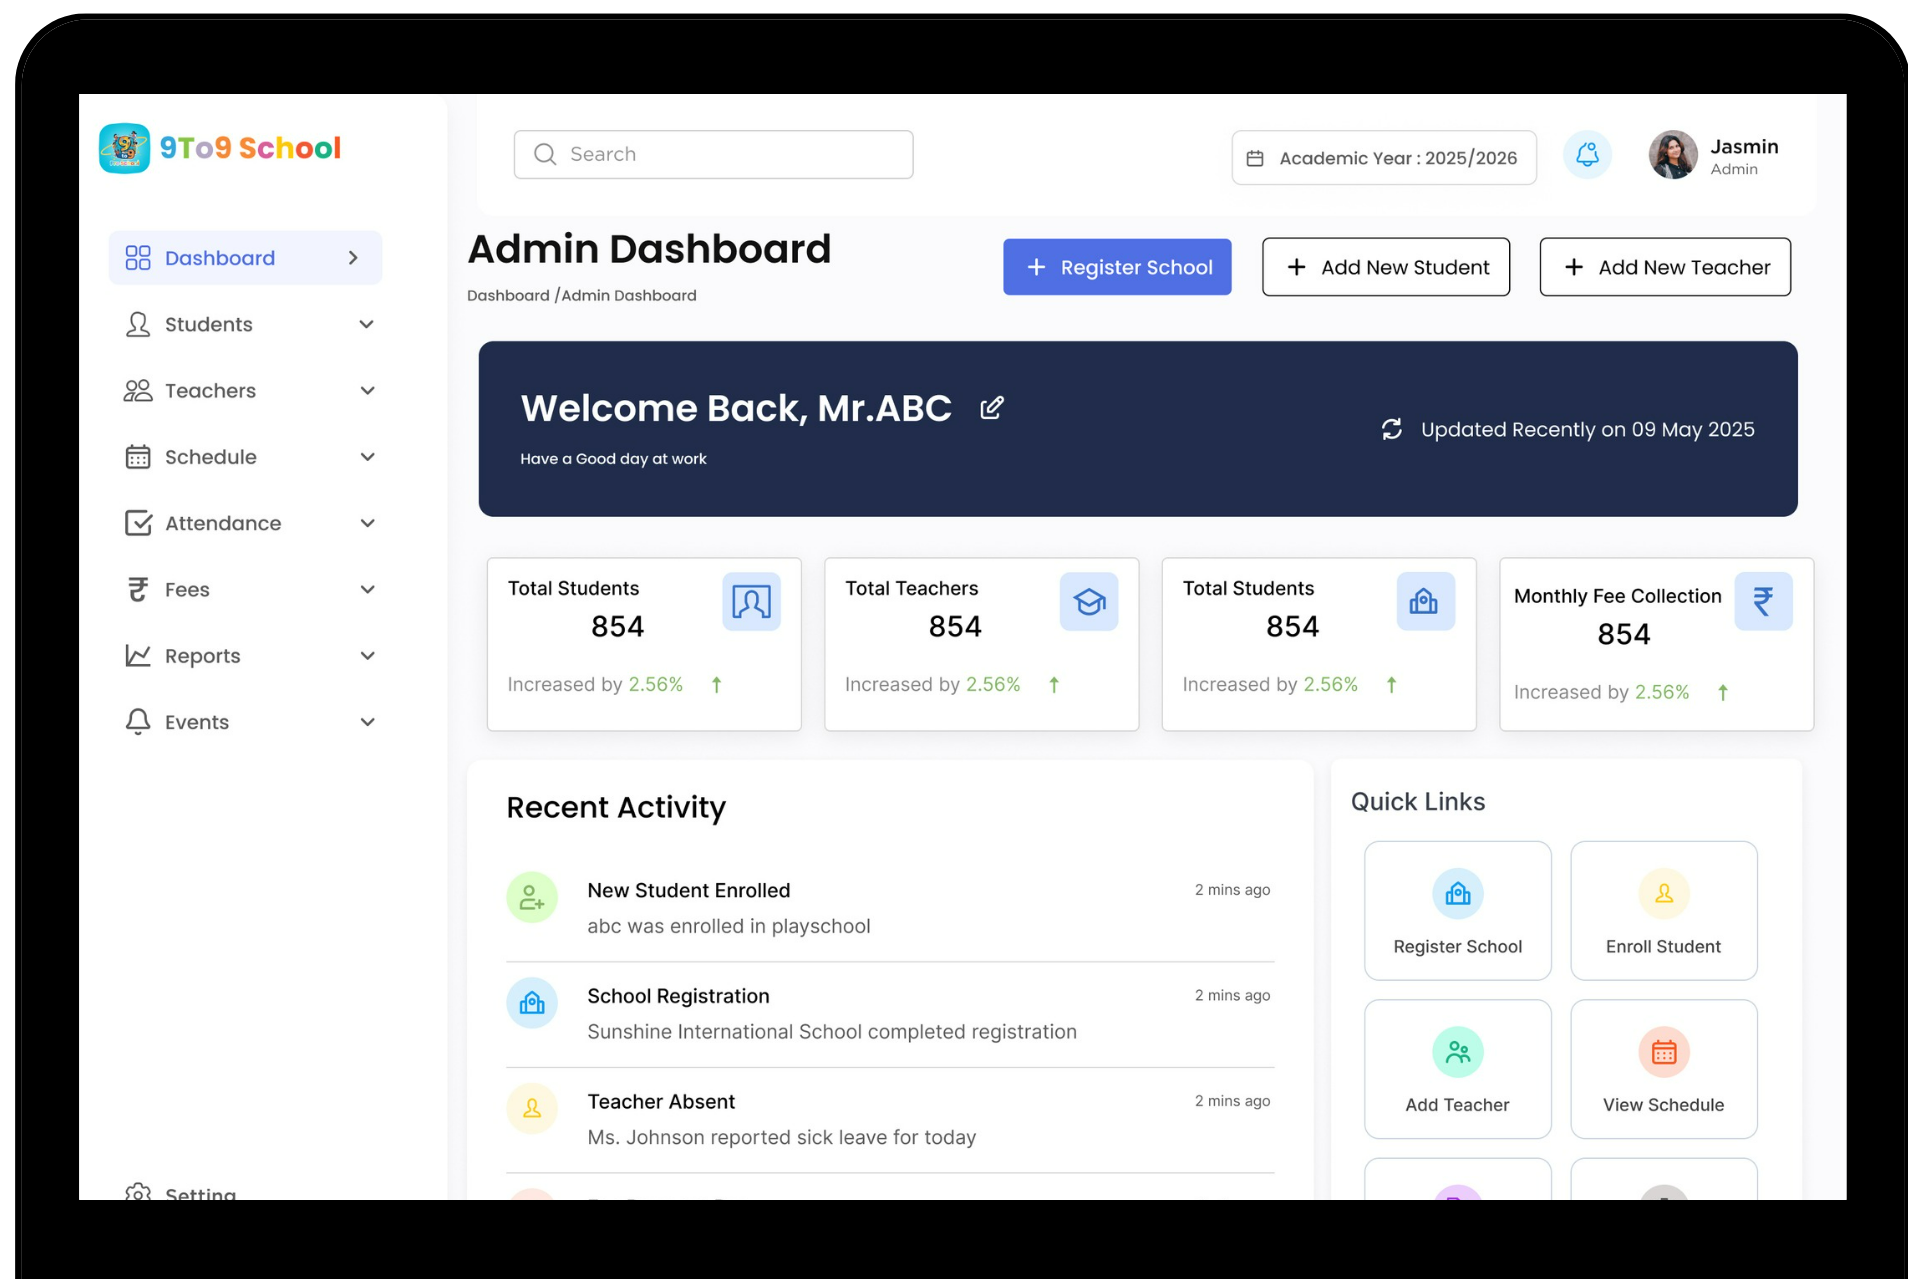 9To9 School
Search
Academic Year : 2025/2026
Jasmin
Admin
Dashboard
Students
Teachers
Schedule
Attendance
Fees
Reports
Events
Setting
Admin Dashboard
Dashboard /Admin Dashboard
+ Register School
+ Add New Student
+ Add New Teacher
Welcome Back, Mr.ABC
Have a Good day at work
Updated Recently on 09 May 2025
Total Students
854
Increased by 2.56% ↑
Total Teachers
854
Increased by 2.56% ↑
Total Students
854
Increased by 2.56% ↑
Monthly Fee Collection
854
Increased by 2.56% ↑
Recent Activity
New Student Enrolled
2 mins ago
abc was enrolled in playschool
School Registration
2 mins ago
Sunshine International School completed registration
Teacher Absent
2 mins ago
Ms. Johnson reported sick leave for today
Quick Links
Register School
Enroll Student
Add Teacher
View Schedule